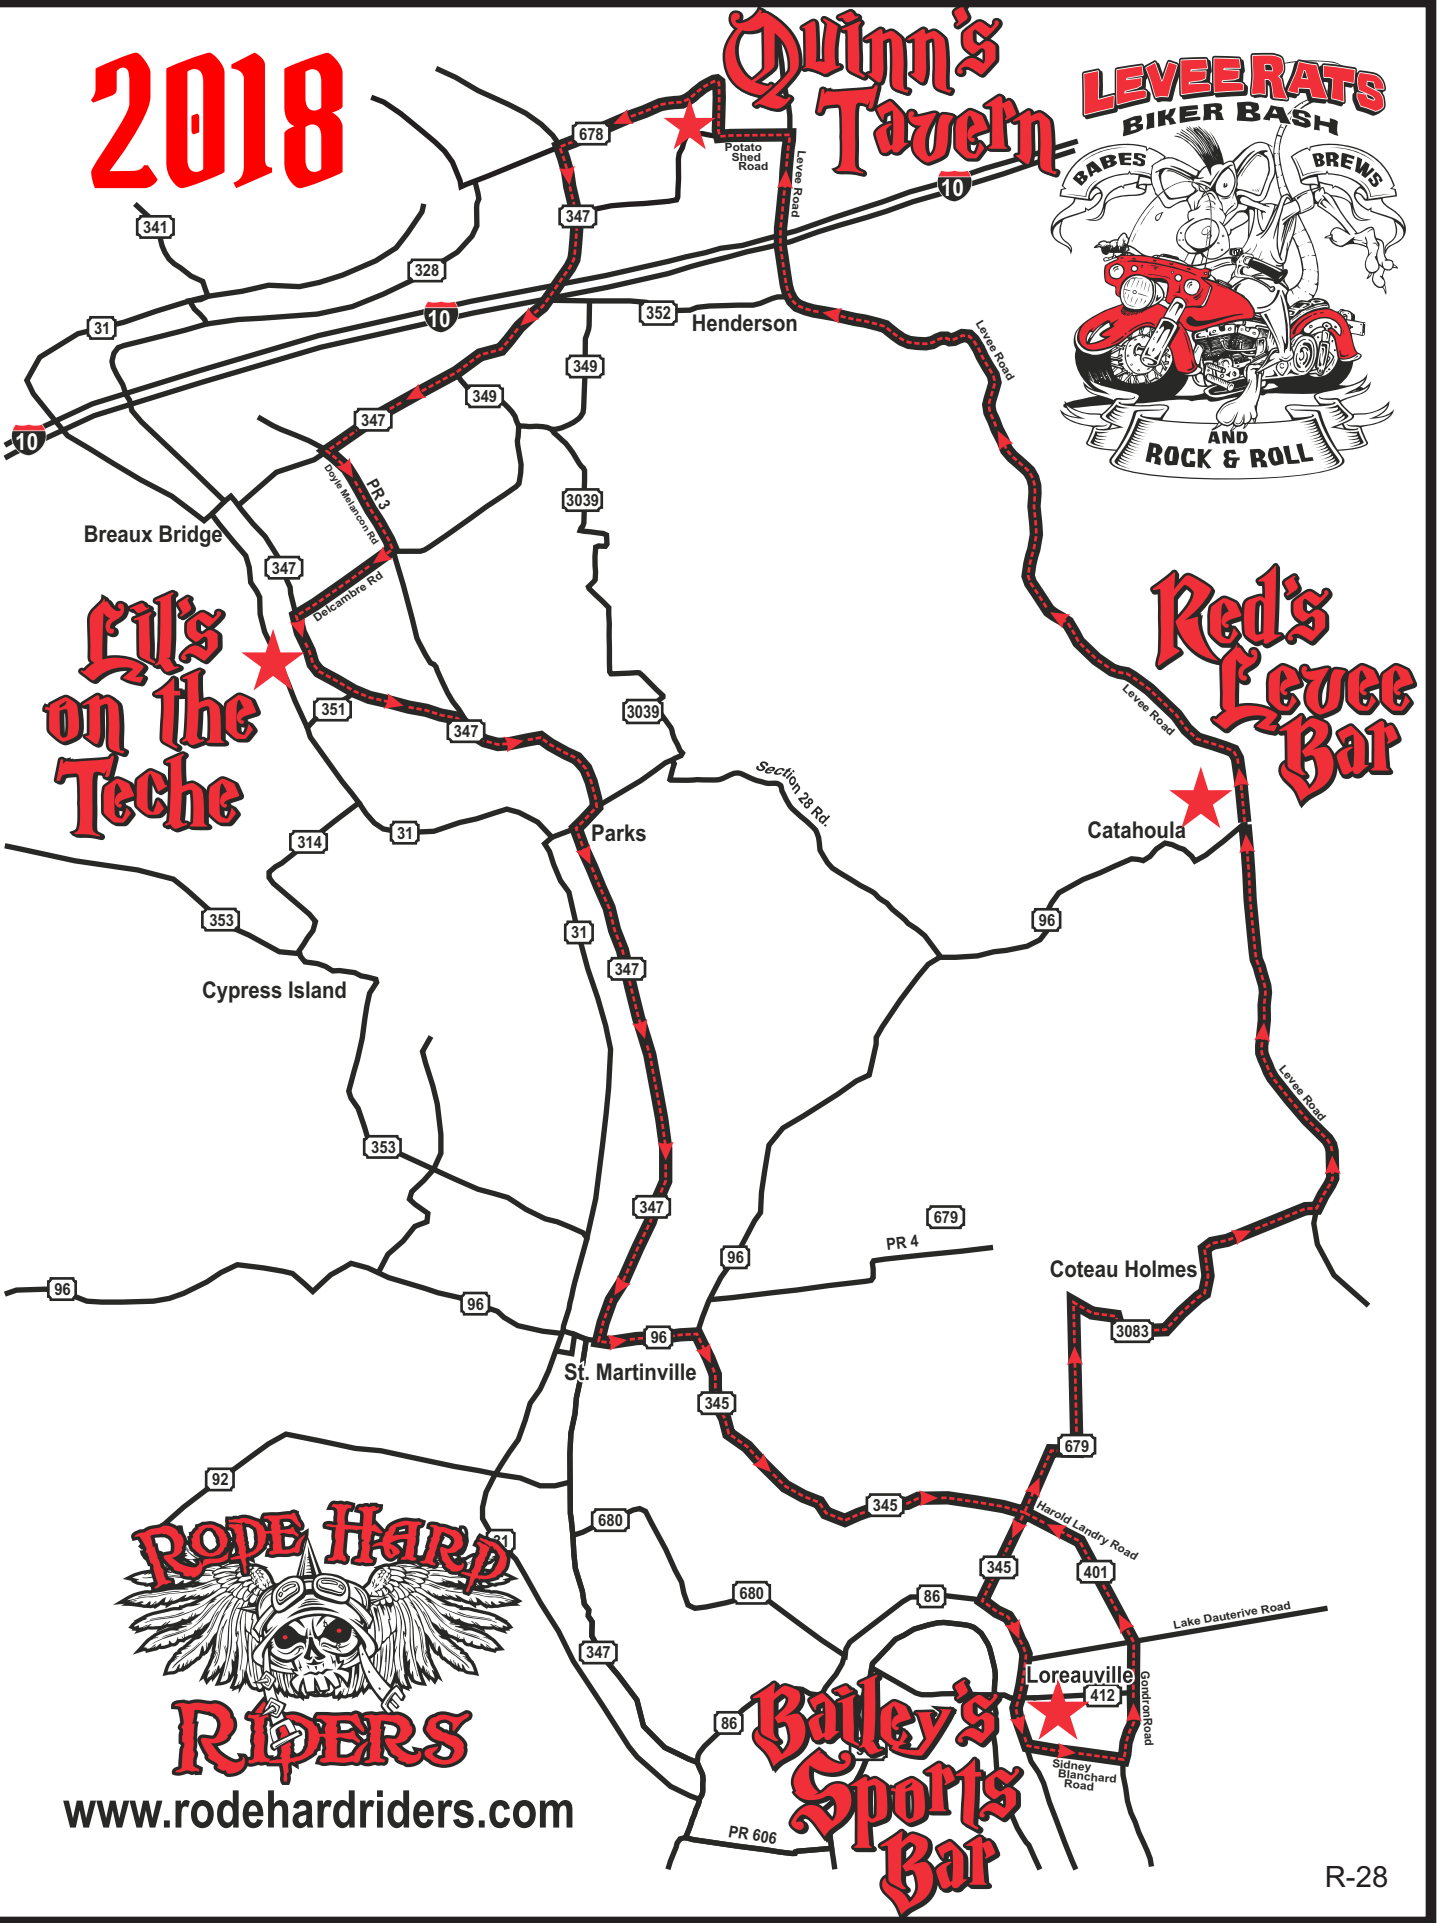 2018
Quinn's
Tavern
LEVEE RATS
BIKER BASH
BABES
BREWS
AND
ROCK & ROLL
678
Potato
Shed
Road
Levee Road
10
347
341
328
31
10
352
Henderson
Levee Road
349
349
347
10
PR 3
Doyle Melancon Rd
3039
Breaux Bridge
347
Delcambre Rd
Lil's
on the
Teche
Red's
Levee
Bar
351
347
3039
Levee Road
Section 28 Rd.
314
31
Parks
Catahoula
353
31
96
Cypress Island
347
Levee Road
353
347
679
PR 4
96
Coteau Holmes
96
96
96
3083
St. Martinville
345
679
92
345
Harold Landry Road
680
31
345
401
680
86
Lake Dauterive Road
RODE HARD
RIDERS
www.rodehardriders.com
347
Loreauville
412
Gondron Road
86
Bailey's
Sports
Bar
Sidney
Blanchard
Road
PR 606
R-28